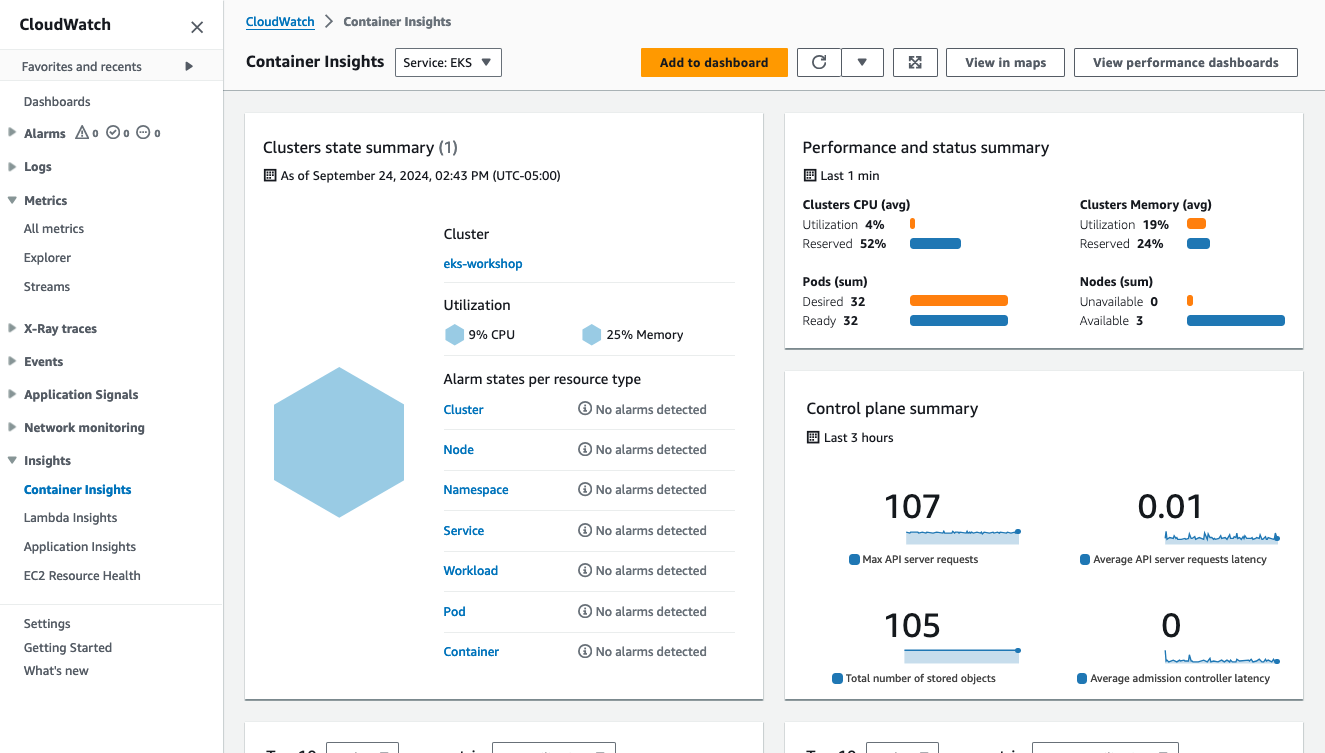 CloudWatch
Favorites and recents
Dashboards
Alarms 0 0 0
Logs
Metrics
All metrics
Explorer
Streams
X-Ray traces
Events
Application Signals
Network monitoring
Insights
Container Insights
Lambda Insights
Application Insights
EC2 Resource Health
Settings
Getting Started
What's new
CloudWatch Container Insights
Container Insights Service: EKS Add to dashboard View in maps View performance dashboards
Clusters state summary (1)
As of September 24, 2024, 02:43 PM (UTC-05:00)
Cluster
eks-workshop
Utilization
9% CPU 25% Memory
Alarm states per resource type
Cluster No alarms detected
Node No alarms detected
Namespace No alarms detected
Service No alarms detected
Workload No alarms detected
Pod No alarms detected
Container No alarms detected
Performance and status summary
Last 1 min
Clusters CPU (avg)
Utilization 4%
Reserved 52%
Clusters Memory (avg)
Utilization 19%
Reserved 24%
Pods (sum)
Desired 32
Ready 32
Nodes (sum)
Unavailable 0
Available 3
Control plane summary
Last 3 hours
107
Max API server requests
0.01
Average API server requests latency
105
Total number of stored objects
0
Average admission controller latency